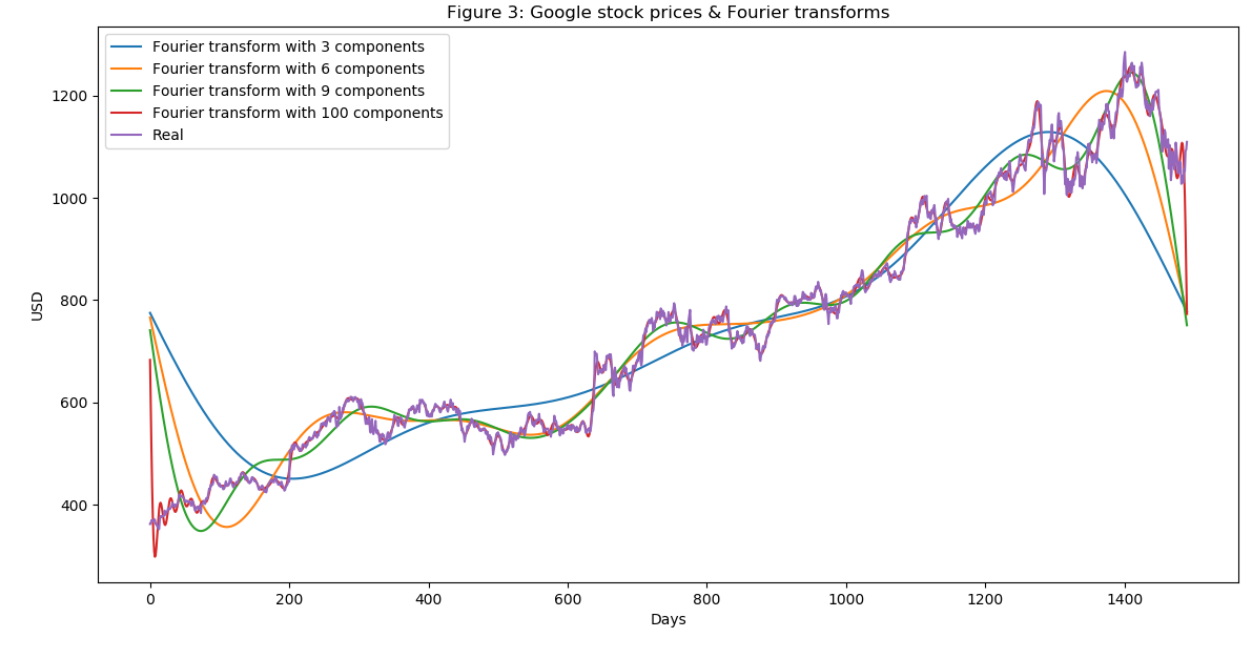 Figure 3: Google stock prices & Fourier transforms
Fourier transform with 3 components
Fourier transform with 6 components
Fourier transform with 9 components
Fourier transform with 100 components
Real
1200
1000
800
600
400
USD
0 200 400 600 800 1000 1200 1400
Days